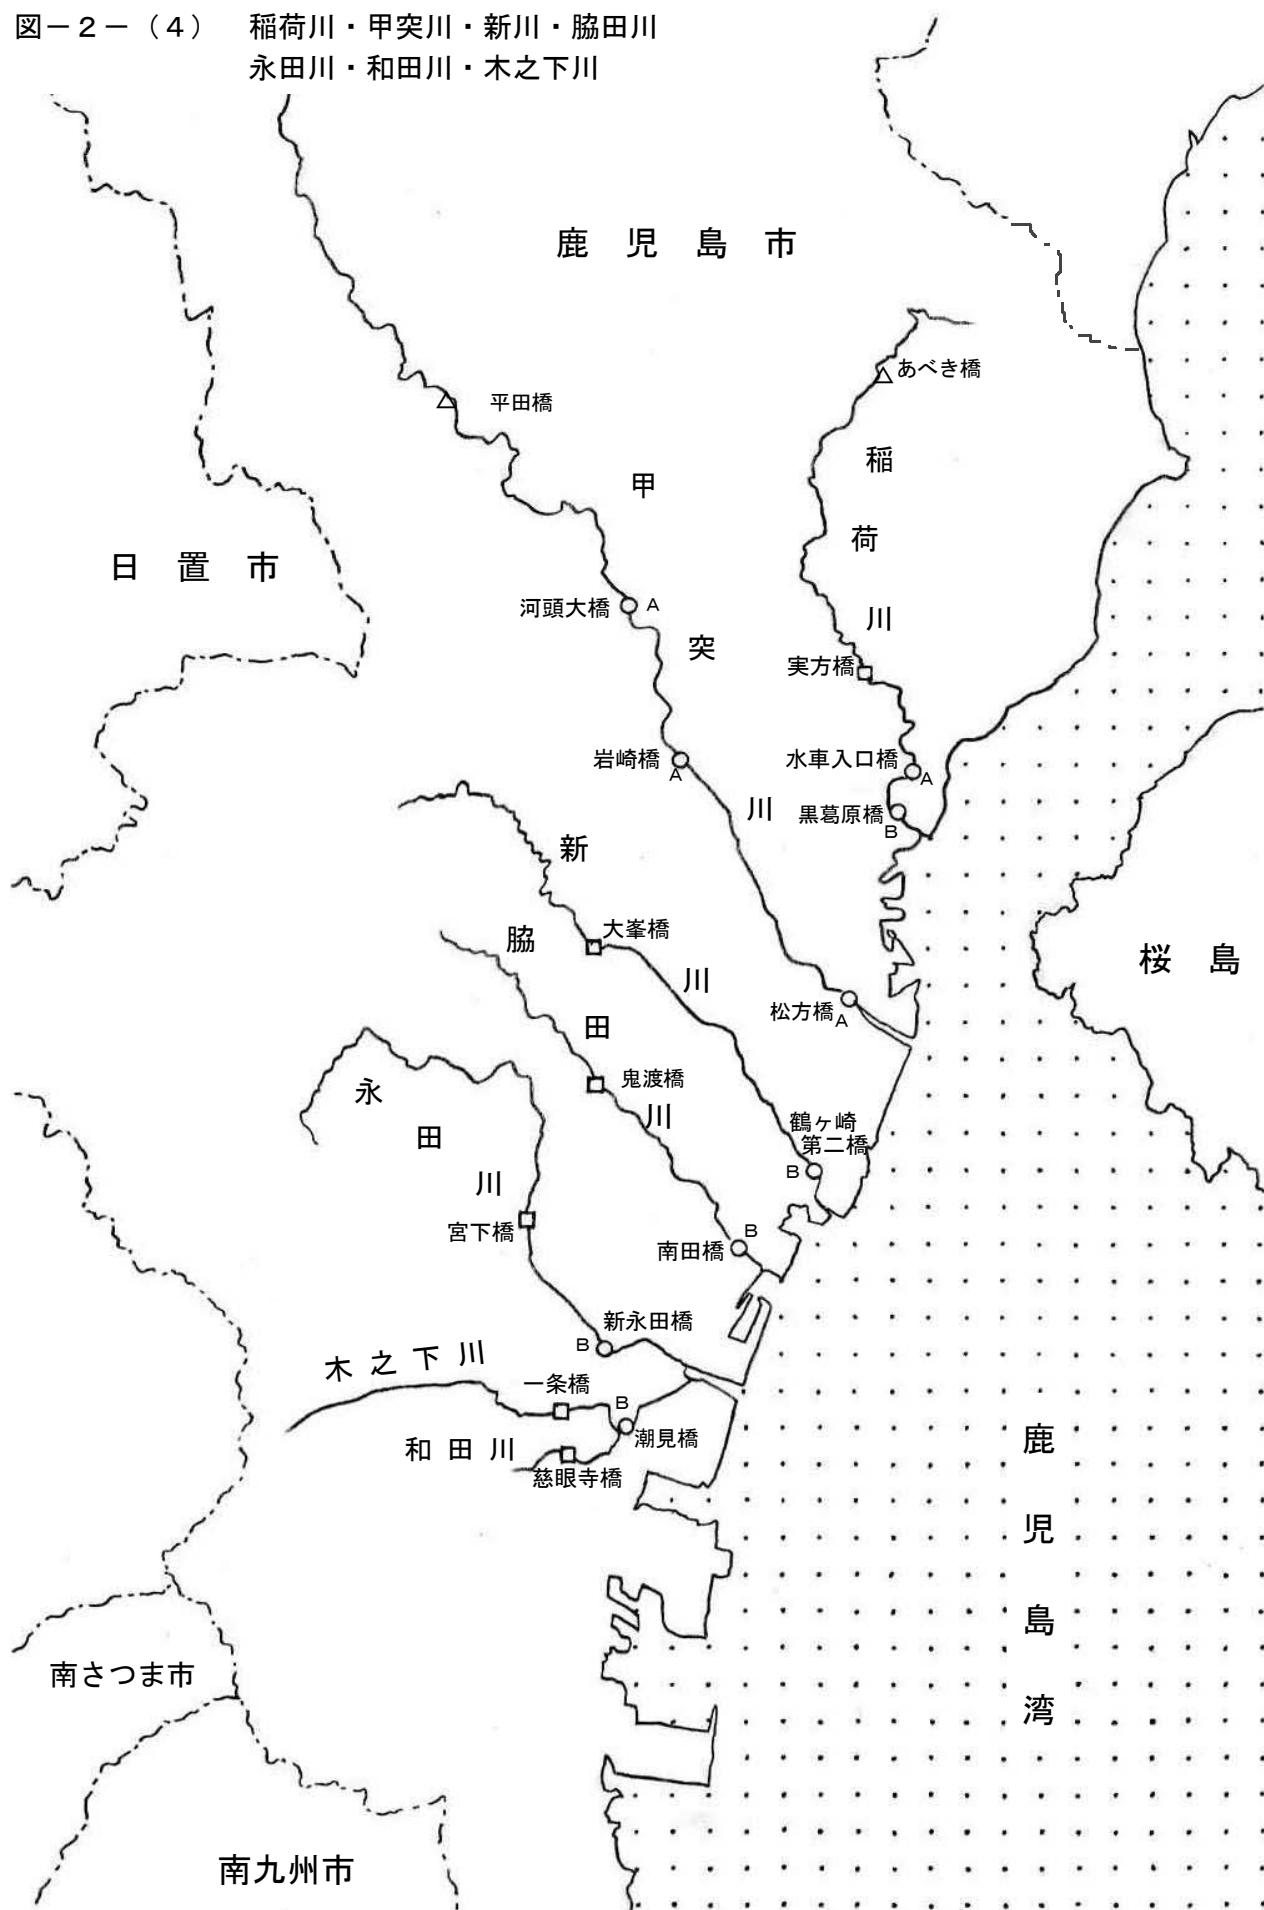 図－２－（４）　稲荷川・甲突川・新川・脇田川
永田川・和田川・木之下川
鹿児島市
あべき橋
平田橋
稲荷川
甲突川
日置市
河頭大橋 A
実方橋
岩崎橋 A
水車入口橋 A
黒葛原橋 B
新川
大峯橋
脇田川
桜島
松方橋 A
鬼渡橋
永田川
鶴ヶ崎
第二橋 B
宮下橋
南田橋 B
新永田橋 B
木之下川
一条橋
潮見橋 B
和田川
慈眼寺橋
鹿児島湾
南さつま市
南九州市